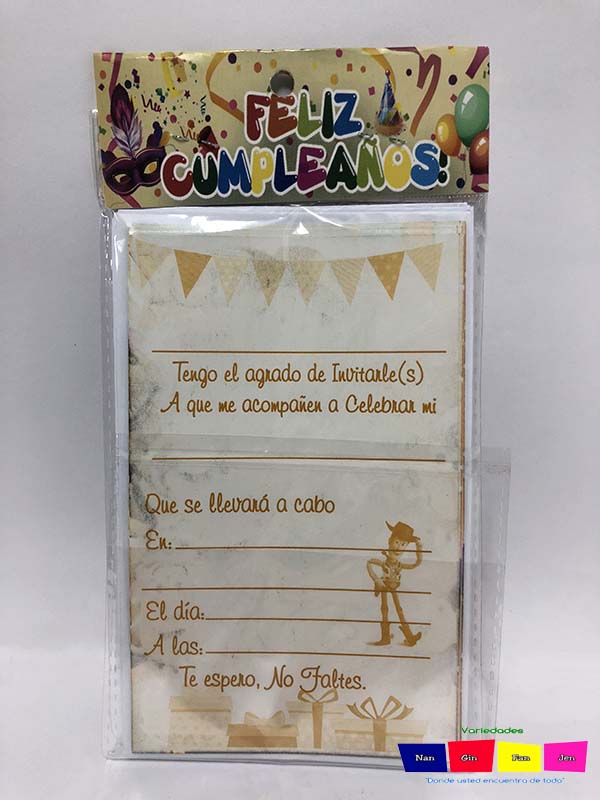 FELIZ
CUMPLEAÑOS!
Tengo el agrado de Invitarle(s)
A que me acompañen a Celebrar mi
Que se llevará a cabo
En:
El día:
A las:
Te espero, No Faltes.
Variedades
Nan Gin Fan Jen
"Donde usted encuentra de todo"